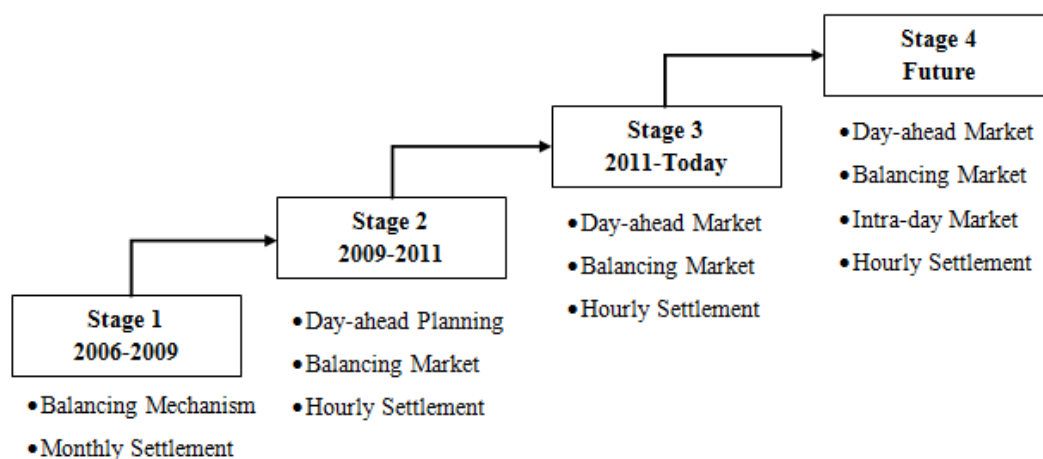 Stage 1
2006-2009
•Balancing Mechanism
•Monthly Settlement
Stage 2
2009-2011
•Day-ahead Planning
•Balancing Market
•Hourly Settlement
Stage 3
2011-Today
•Day-ahead Market
•Balancing Market
•Hourly Settlement
Stage 4
Future
•Day-ahead Market
•Balancing Market
•Intra-day Market
•Hourly Settlement